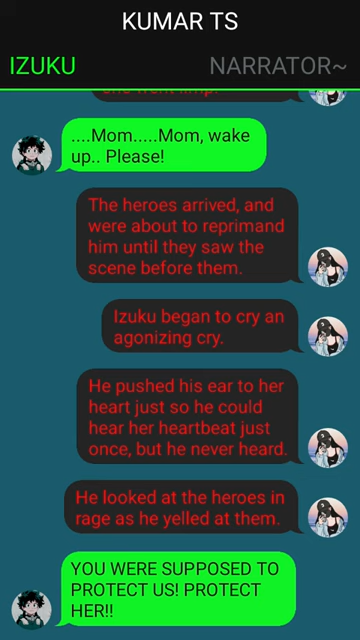 KUMAR TS
IZUKU
NARRATOR~
she went limp.
....Mom.....Mom, wake
up.. Please!
The heroes arrived, and
were about to reprimand
him until they saw the
scene before them.
Izuku began to cry an
agonizing cry.
He pushed his ear to her
heart just so he could
hear her heartbeat just
once, but he never heard.
He looked at the heroes in
rage as he yelled at them.
YOU WERE SUPPOSED TO
PROTECT US! PROTECT
HER!!